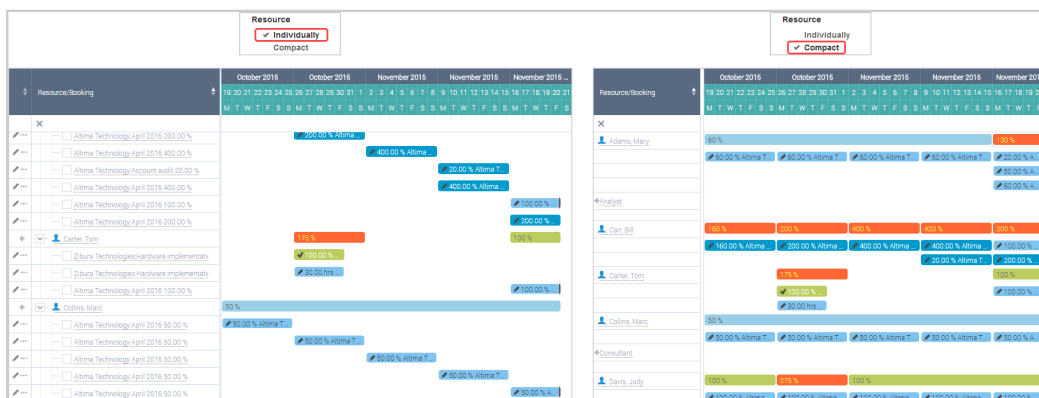 Resource
Individually
Compact
October 2015 October 2015 November 2015 November 2015 November 2015 ...
Resource/Booking
19 20 21 22 23 24 25 26 27 28 29 30 31 1 2 3 4 5 6 7 8 9 10 11 12 13 14 15 16 17 18 19 20 21
M T W T F S S M T W T F S S M T W T F S S M T W T F S S M T W T F S
Altima Technology:April 2016 200.00 % 200.00 % Altima ...
Altima Technology:April 2016 400.00 % 400.00 % Altima ...
Altima Technology:Account audit 20.00 % 20.00 % Altima T...
Altima Technology:April 2016 400.00 % 400.00 % Altima ...
Altima Technology:April 2016 100.00 % 100.00 % ...
Altima Technology:April 2016 200.00 % 200.00 % ...
Carter, Tom 175 % 100 %
Zibura Technologies:Hardware implementati 100.00 % ...
Zibura Technologies:Hardware implementati 30.00 hrs ...
Altima Technology:April 2016 100.00 % 100.00 % ...
Collins, Marc 50 %
Altima Technology:April 2016 50.00 % 50.00 % Altima T...
Altima Technology:April 2016 50.00 % 50.00 % Altima T...
Altima Technology:April 2016 50.00 % 50.00 % Altima T...
Altima Technology:April 2016 50.00 % 50.00 % Altima T...
Altima Technology:April 2016 50.00 % 50.00 % A...
Resource
Individually
Compact
October 2015 October 2015 November 2015 November 2015 November 201
Resource/Booking
19 20 21 22 23 24 25 26 27 28 29 30 31 1 2 3 4 5 6 7 8 9 10 11 12 13 14 15 16 17 18 19 2
M T W T F S S M T W T F S S M T W T F S S M T W T F S S M T W T F
Adams, Mary 60 % 130 %
60.00 % Altima T... 60.00 % Altima T... 60.00 % Altima T... 60.00 % Altima T... 20.00 % A...
50.00 % A...
60.00 % A...
Analyst
Carr, Bill 160 % 200 % 400 % 420 % 300 %
160.00 % Altima ... 200.00 % Altima ... 400.00 % Altima ... 400.00 % Altima ... 100.00 % ...
20.00 % Altima T... 200.00 % ...
Carter, Tom 175 % 100 %
100.00 % ... 100.00 % ...
30.00 hrs ...
Collins, Marc 50 %
50.00 % Altima T... 50.00 % Altima T... 50.00 % Altima T... 50.00 % Altima T... 50.00 % A...
Consultant
Davis, Judy 100 % 275 % 100 %